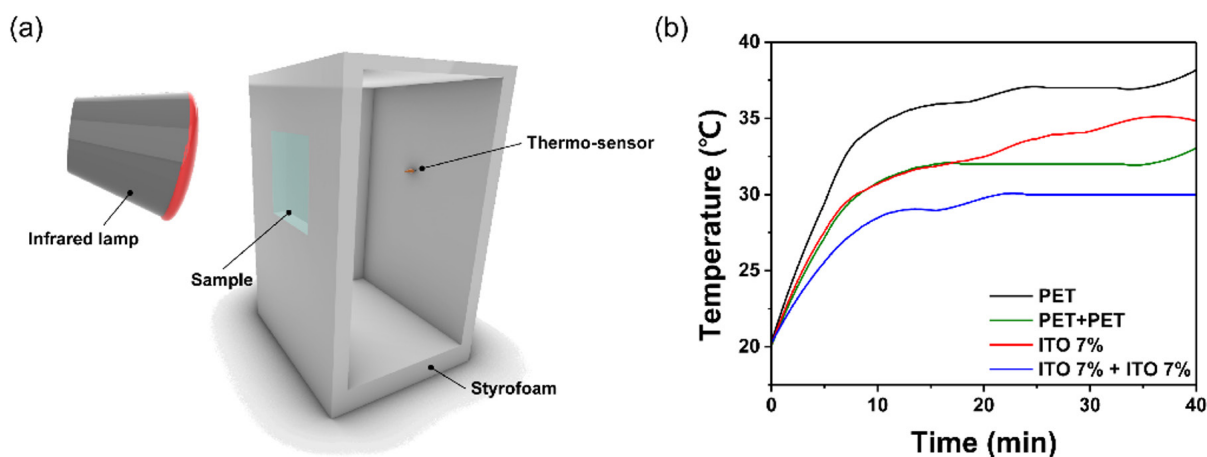 (a)
Infrared lamp
Sample
Thermo-sensor
Styrofoam
(b)
Temperature (℃)
40
35
30
25
20
0
10
20
30
40
Time (min)
PET
PET+PET
ITO 7%
ITO 7% + ITO 7%